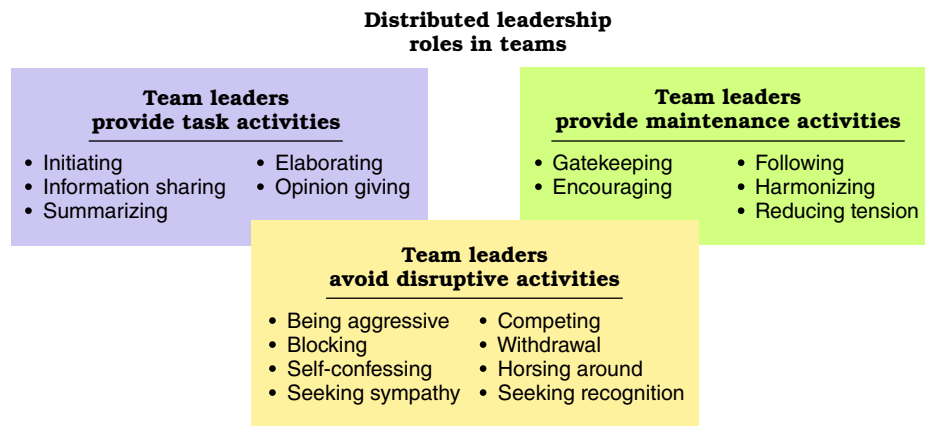 Distributed leadership
roles in teams
Team leaders
provide task activities
• Initiating
• Information sharing
• Summarizing
• Elaborating
• Opinion giving
Team leaders
provide maintenance activities
• Gatekeeping
• Encouraging
• Following
• Harmonizing
• Reducing tension
Team leaders
avoid disruptive activities
• Being aggressive
• Blocking
• Self-confessing
• Seeking sympathy
• Competing
• Withdrawal
• Horsing around
• Seeking recognition